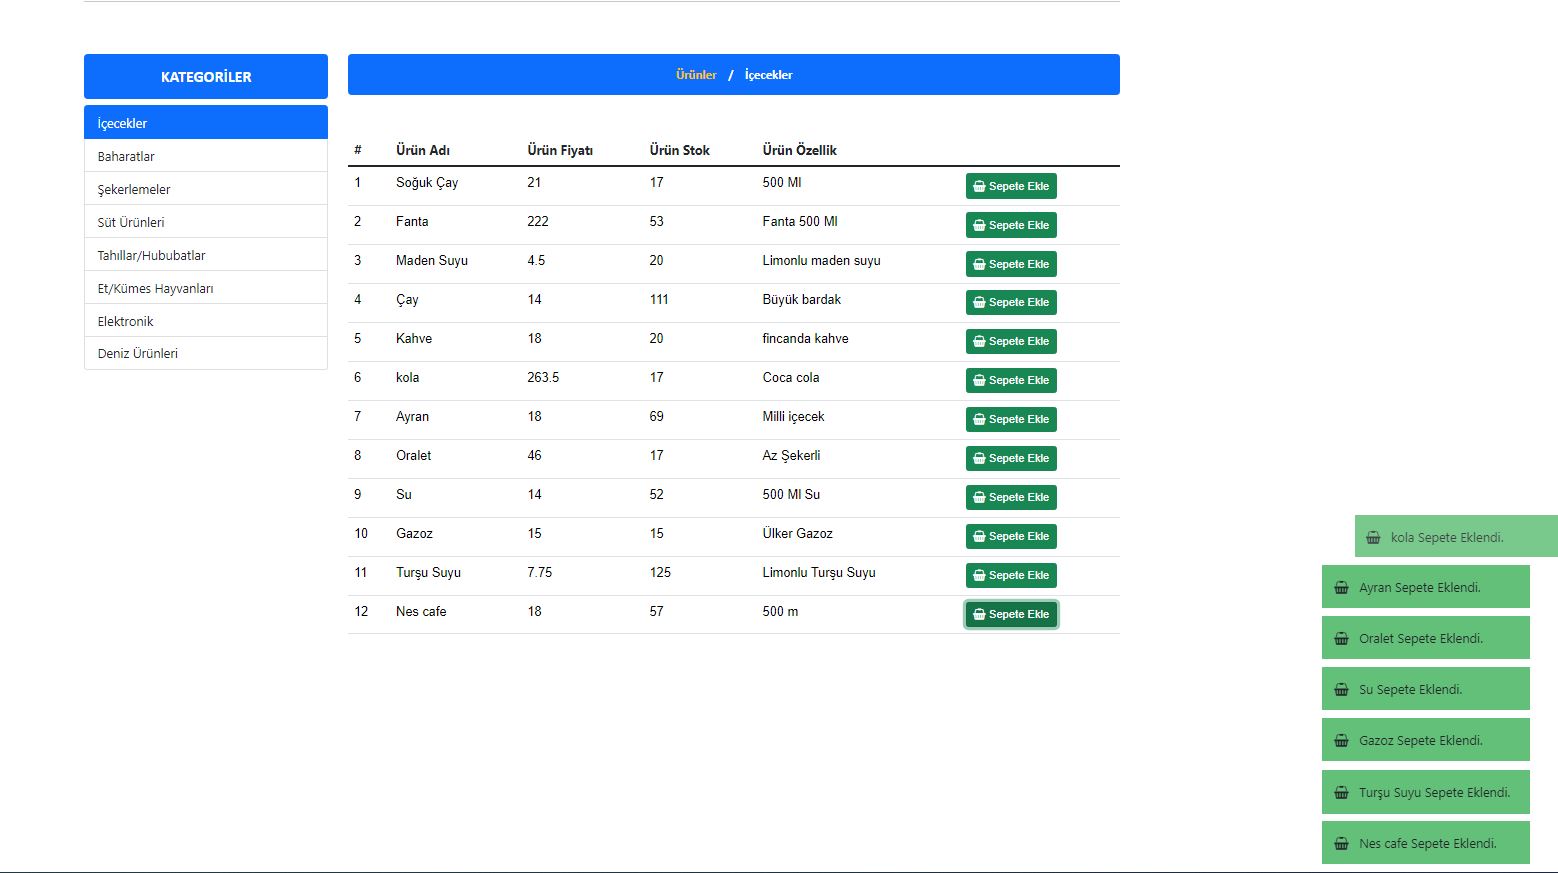 KATEGORİLER
İçecekler
Baharatlar
Şekerlemeler
Süt Ürünleri
Tahıllar/Hububatlar
Et/Kümes Hayvanları
Elektronik
Deniz Ürünleri
Ürünler / İçecekler
# Ürün Adı Ürün Fiyatı Ürün Stok Ürün Özellik
1 Soğuk Çay 21 17 500 Ml Sepete Ekle
2 Fanta 222 53 Fanta 500 Ml Sepete Ekle
3 Maden Suyu 4.5 20 Limonlu maden suyu Sepete Ekle
4 Çay 14 111 Büyük bardak Sepete Ekle
5 Kahve 18 20 fincanda kahve Sepete Ekle
6 kola 263.5 17 Coca cola Sepete Ekle
7 Ayran 18 69 Milli içecek Sepete Ekle
8 Oralet 46 17 Az Şekerli Sepete Ekle
9 Su 14 52 500 Ml Su Sepete Ekle
10 Gazoz 15 15 Ülker Gazoz Sepete Ekle
11 Turşu Suyu 7.75 125 Limonlu Turşu Suyu Sepete Ekle
12 Nes cafe 18 57 500 m Sepete Ekle
kola Sepete Eklendi.
Ayran Sepete Eklendi.
Oralet Sepete Eklendi.
Su Sepete Eklendi.
Gazoz Sepete Eklendi.
Turşu Suyu Sepete Eklendi.
Nes cafe Sepete Eklendi.